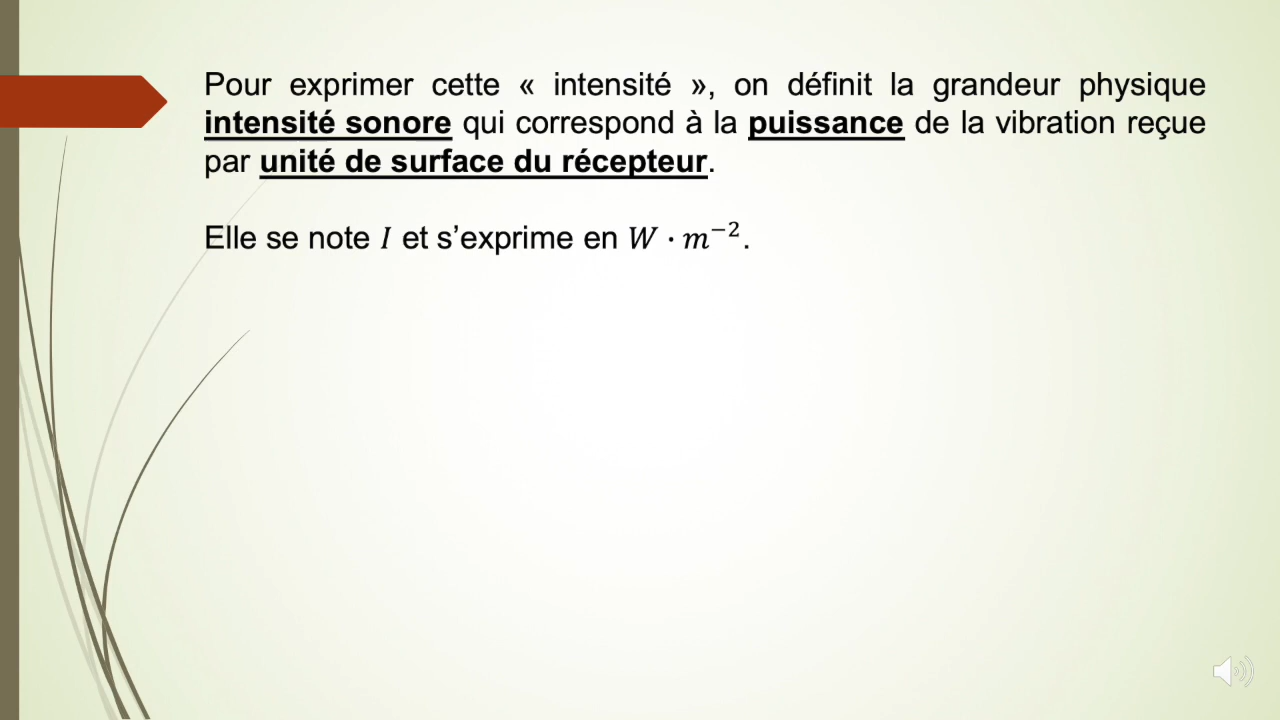 Pour exprimer cette « intensité », on définit la grandeur physique
intensité sonore qui correspond à la puissance de la vibration reçue
par unité de surface du récepteur.
Elle se note 𝐼 et s’exprime en 𝑊 · 𝑚⁻².